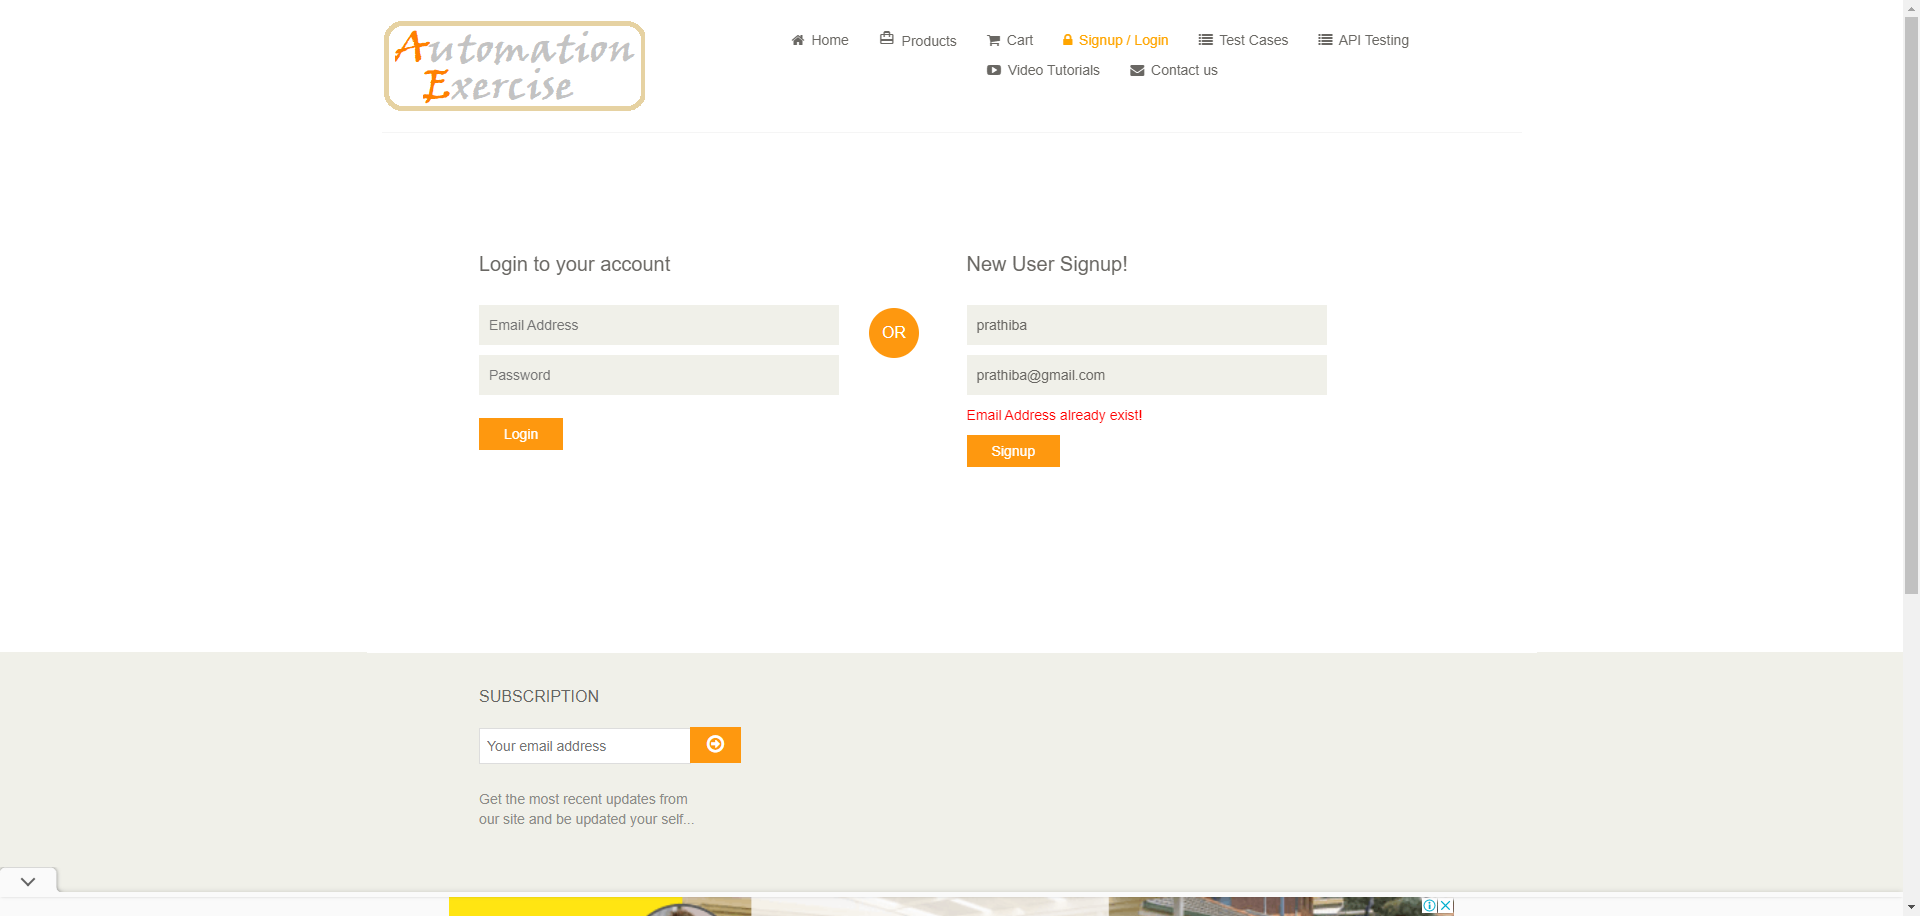 Automation
Exercise
Home
Products
Cart
Signup / Login
Test Cases
API Testing
Video Tutorials
Contact us
Login to your account
Email Address
Password
Login
OR
New User Signup!
prathiba
prathiba@gmail.com
Email Address already exist!
Signup
SUBSCRIPTION
Your email address
Get the most recent updates from
our site and be updated your self...